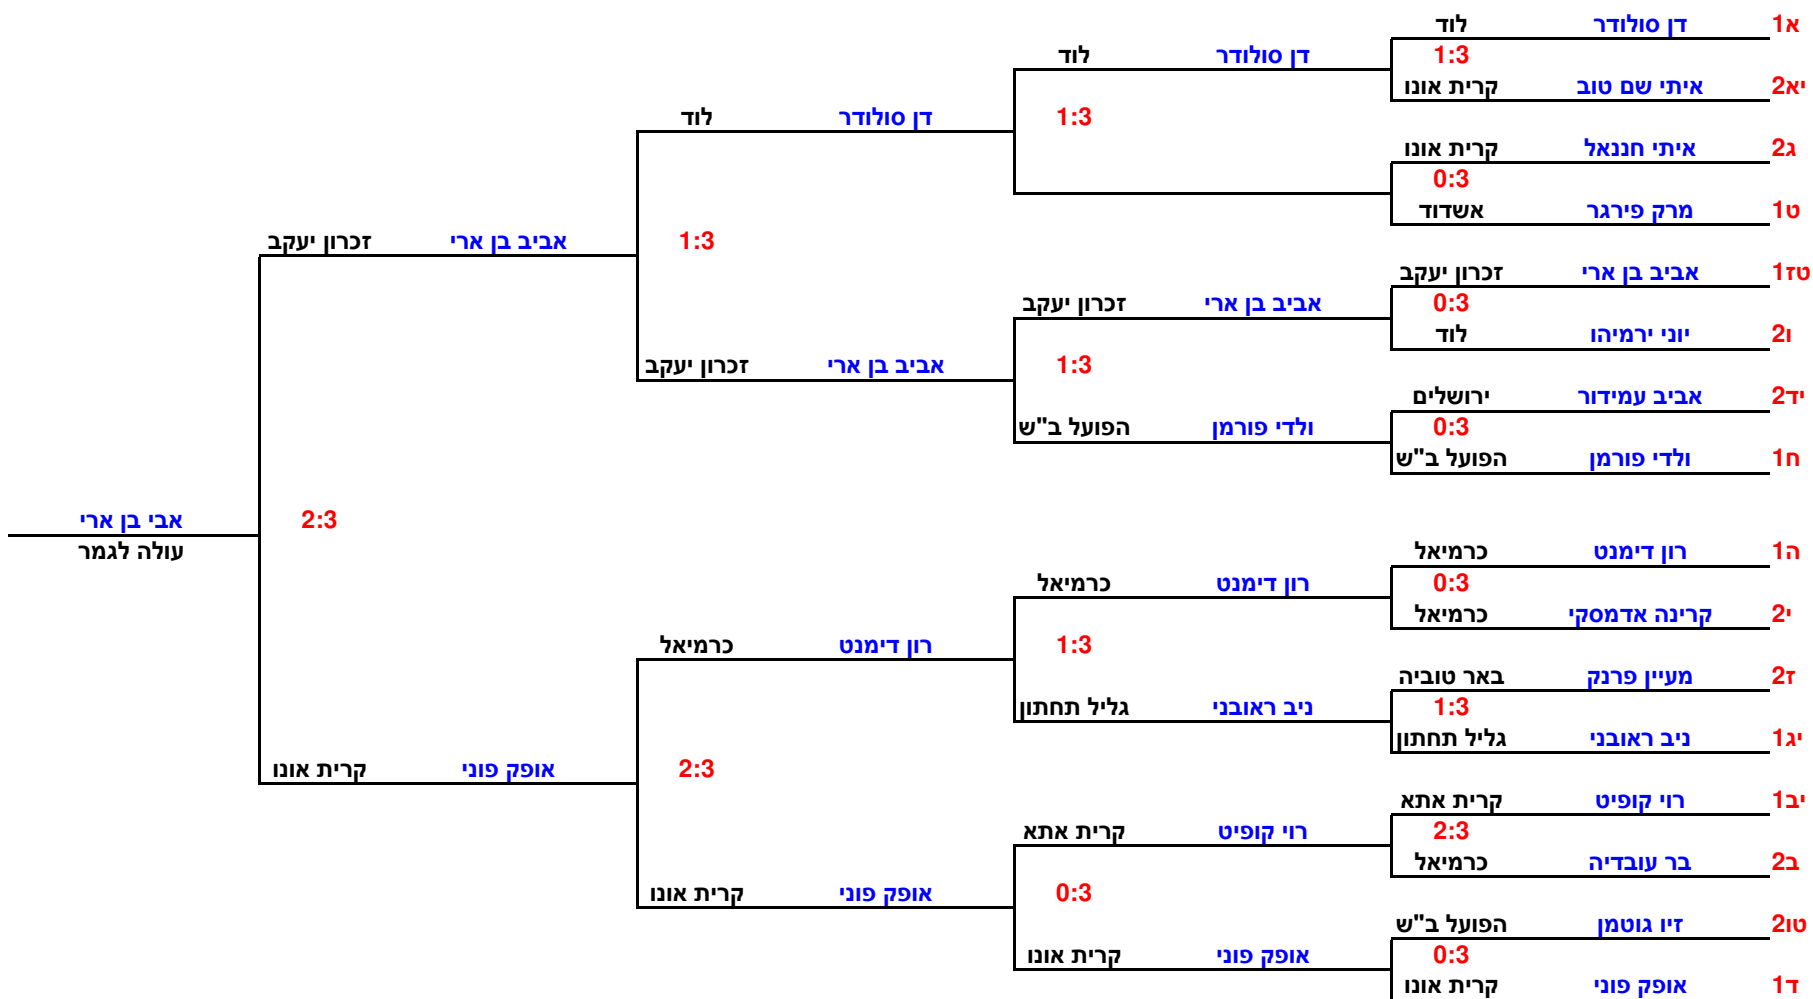 א1 דן סולודר לוד
דן סולודר לוד 1:3
יא2 איתי שם טוב קרית אונו
דן סולודר לוד 1:3
ג2 איתי חננאל קרית אונו
0:3
ט1 מרק פירגר אשדוד
אביב בן ארי זכרון יעקב 1:3
טז1 אביב בן ארי זכרון יעקב
אביב בן ארי זכרון יעקב 0:3
ו2 יוני ירמיהו לוד
אביב בן ארי זכרון יעקב 1:3
יד2 אביב עמידור ירושלים
ולדי פורמן הפועל ב"ש 0:3
ח1 ולדי פורמן הפועל ב"ש
אבי בן ארי 2:3
עולה לגמר
ה1 רון דימנט כרמיאל
רון דימנט כרמיאל 0:3
י2 קרינה אדמסקי כרמיאל
רון דימנט כרמיאל 1:3
ז2 מעיין פרנק באר טוביה
ניב ראובני גליל תחתון 1:3
יג1 ניב ראובני גליל תחתון
אופק פוני קרית אונו 2:3
יב1 רוי קופיט קרית אתא
רוי קופיט קרית אתא 2:3
ב2 בר עובדיה כרמיאל
אופק פוני קרית אונו 0:3
טו2 זיו גוטמן הפועל ב"ש
אופק פוני קרית אונו 0:3
ד1 אופק פוני קרית אונו